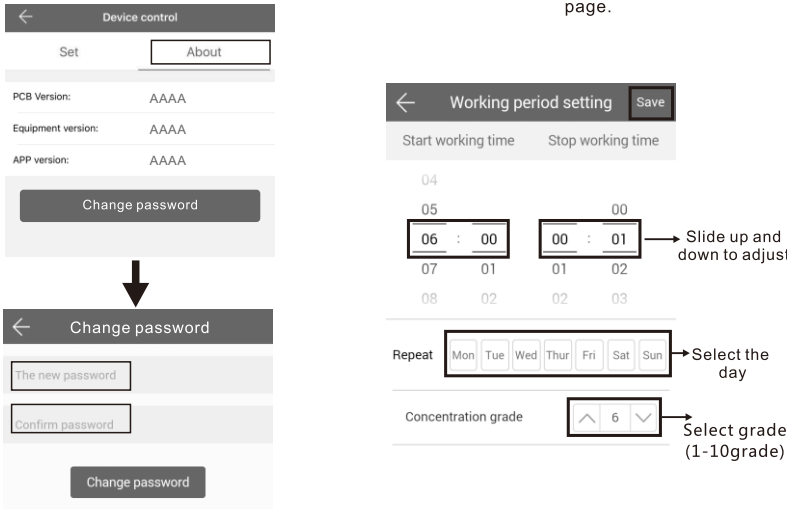 Device control
Set About
PCB Version: AAAA
Equipment version: AAAA
APP version: AAAA
Change password
Change password
The new password
Confirm password
Change password
page.
Working period setting Save
Start working time Stop working time
04
05 00
06 : 00 00 : 01
07 01 01 02
08 02 02 03
Slide up and
down to adjust
Repeat Mon Tue Wed Thur Fri Sat Sun
Select the
day
Concentration grade 6
Select grade
(1-10grade)